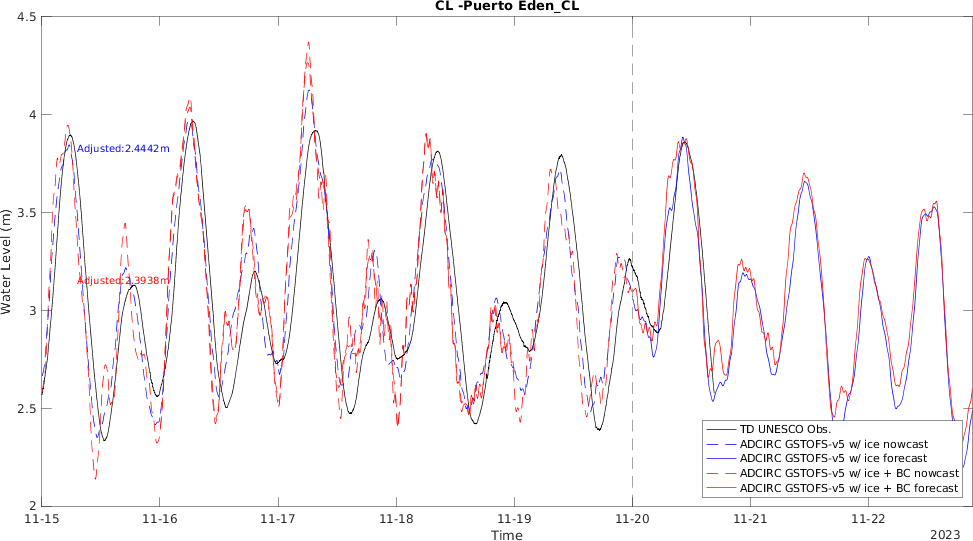 CL -Puerto Eden_CL
4.5
4
3.5
3
2.5
2
Water Level (m)
Adjusted:2.4442m
Adjusted:2.3938m
TD UNESCO Obs.
ADCIRC GSTOFS-v5 w/ ice nowcast
ADCIRC GSTOFS-v5 w/ ice forecast
ADCIRC GSTOFS-v5 w/ ice + BC nowcast
ADCIRC GSTOFS-v5 w/ ice + BC forecast
11-15 11-16 11-17 11-18 11-19 11-20 11-21 11-22
Time
2023